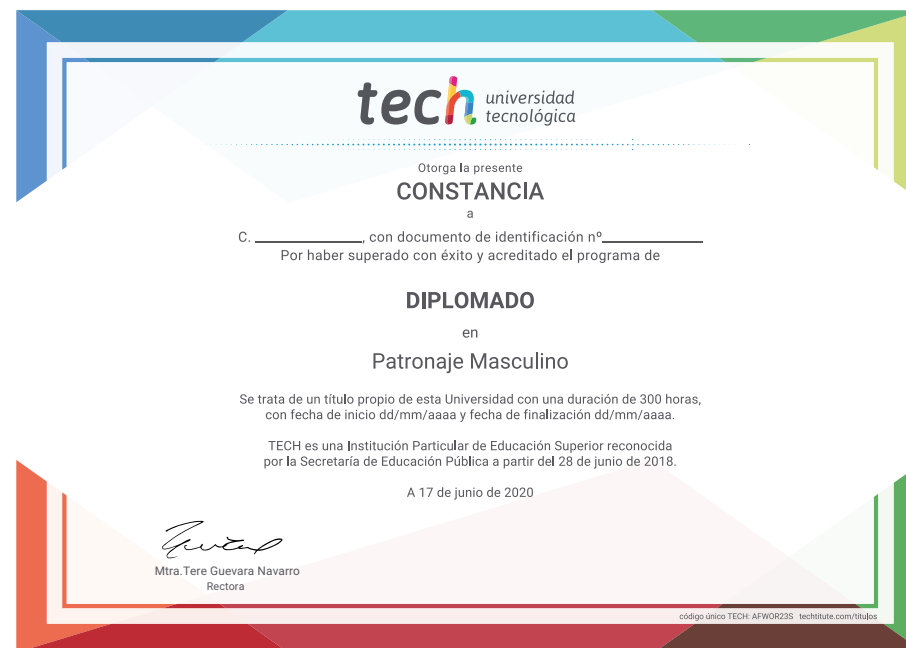 tech universidad
tecnológica
Otorga la presente
CONSTANCIA
a
C. ____________, con documento de identificación nº____________
Por haber superado con éxito y acreditado el programa de
DIPLOMADO
en
Patronaje Masculino
Se trata de un título propio de esta Universidad con una duración de 300 horas,
con fecha de inicio dd/mm/aaaa y fecha de finalización dd/mm/aaaa.
TECH es una Institución Particular de Educación Superior reconocida
por la Secretaría de Educación Pública a partir del 28 de junio de 2018.
A 17 de junio de 2020
Mtra.Tere Guevara Navarro
Rectora
código único TECH: AFWOR23S techtitute.com/titulos